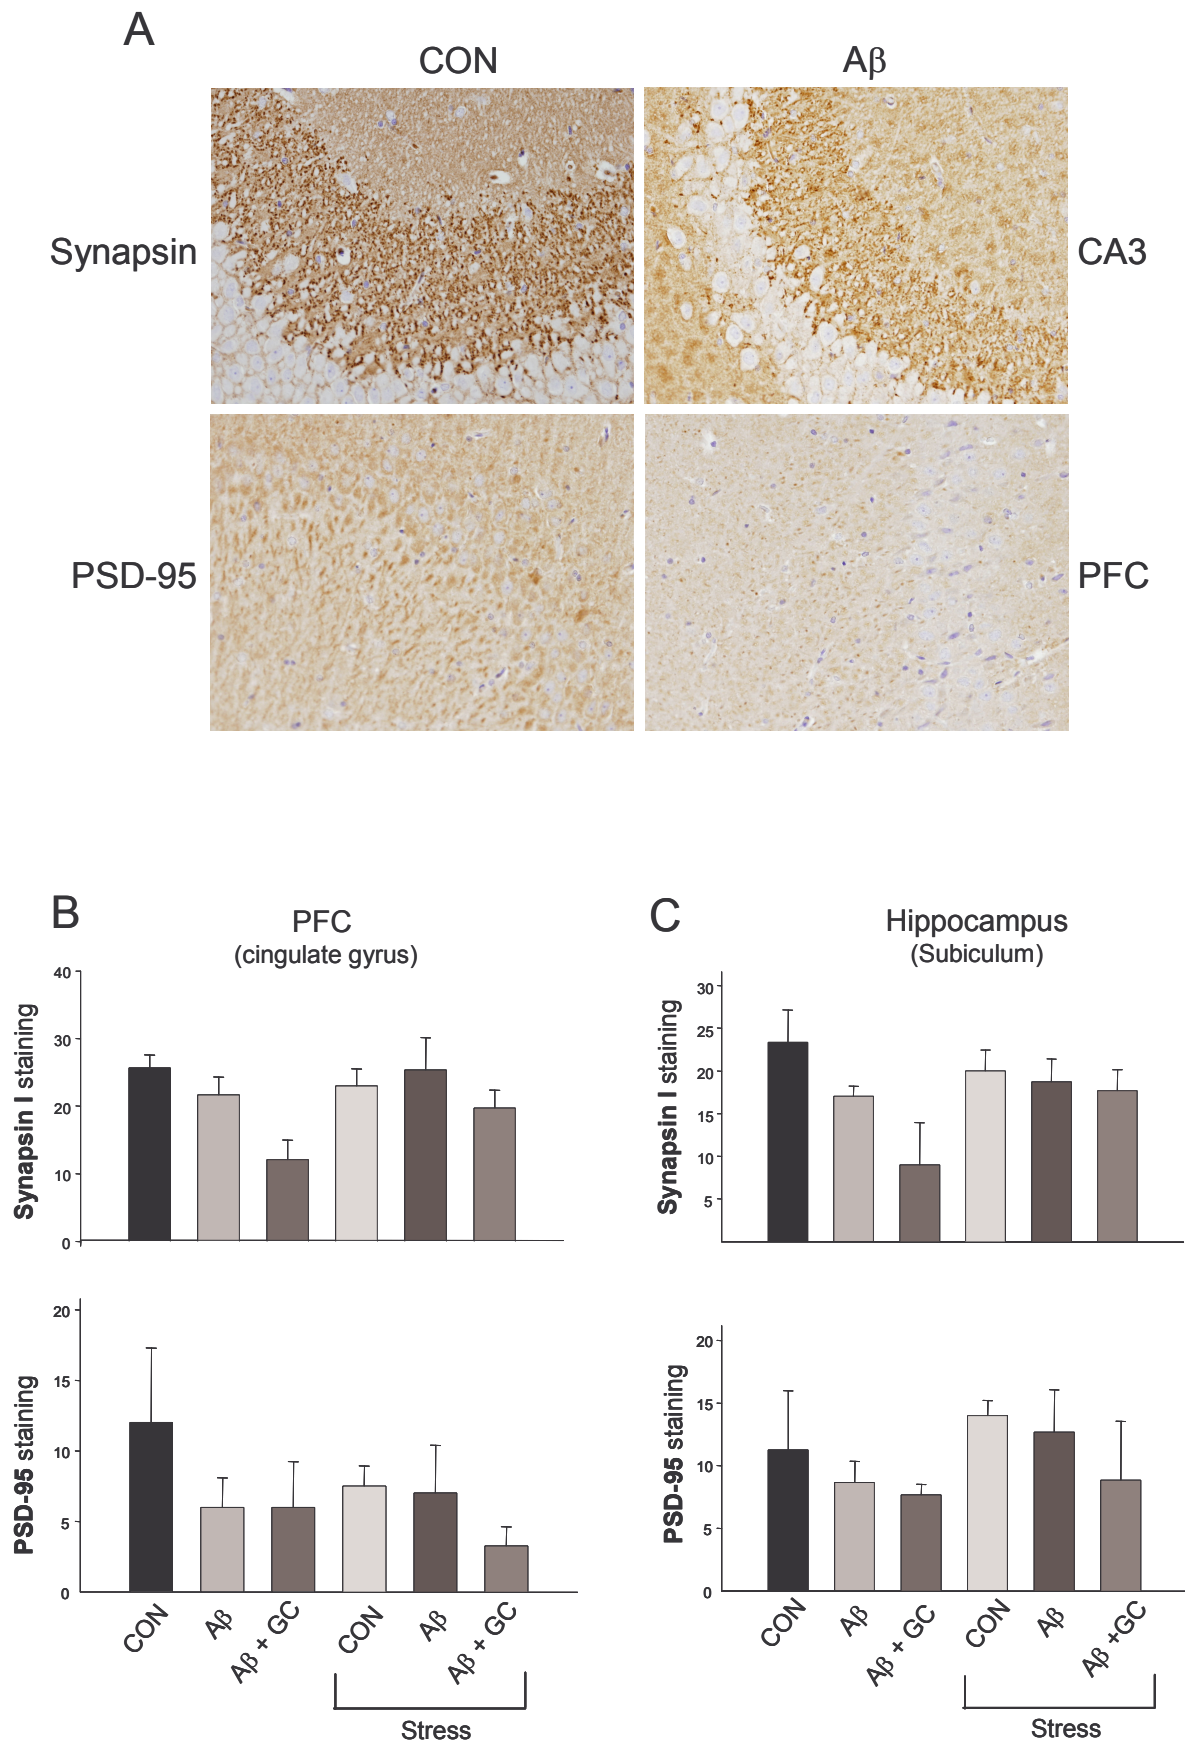 A
CON
Aβ
Synapsin
CA3
PSD-95
PFC
B
PFC
(cingulate gyrus)
Synapsin I staining
40
30
20
10
0
PSD-95 staining
20
15
10
5
0
CON
Aβ
Aβ + GC
CON
Aβ
Aβ + GC
Stress
C
Hippocampus
(Subiculum)
Synapsin I staining
30
25
20
15
10
5
PSD-95 staining
20
15
10
5
0
CON
Aβ
Aβ + GC
CON
Aβ
Aβ +GC
Stress